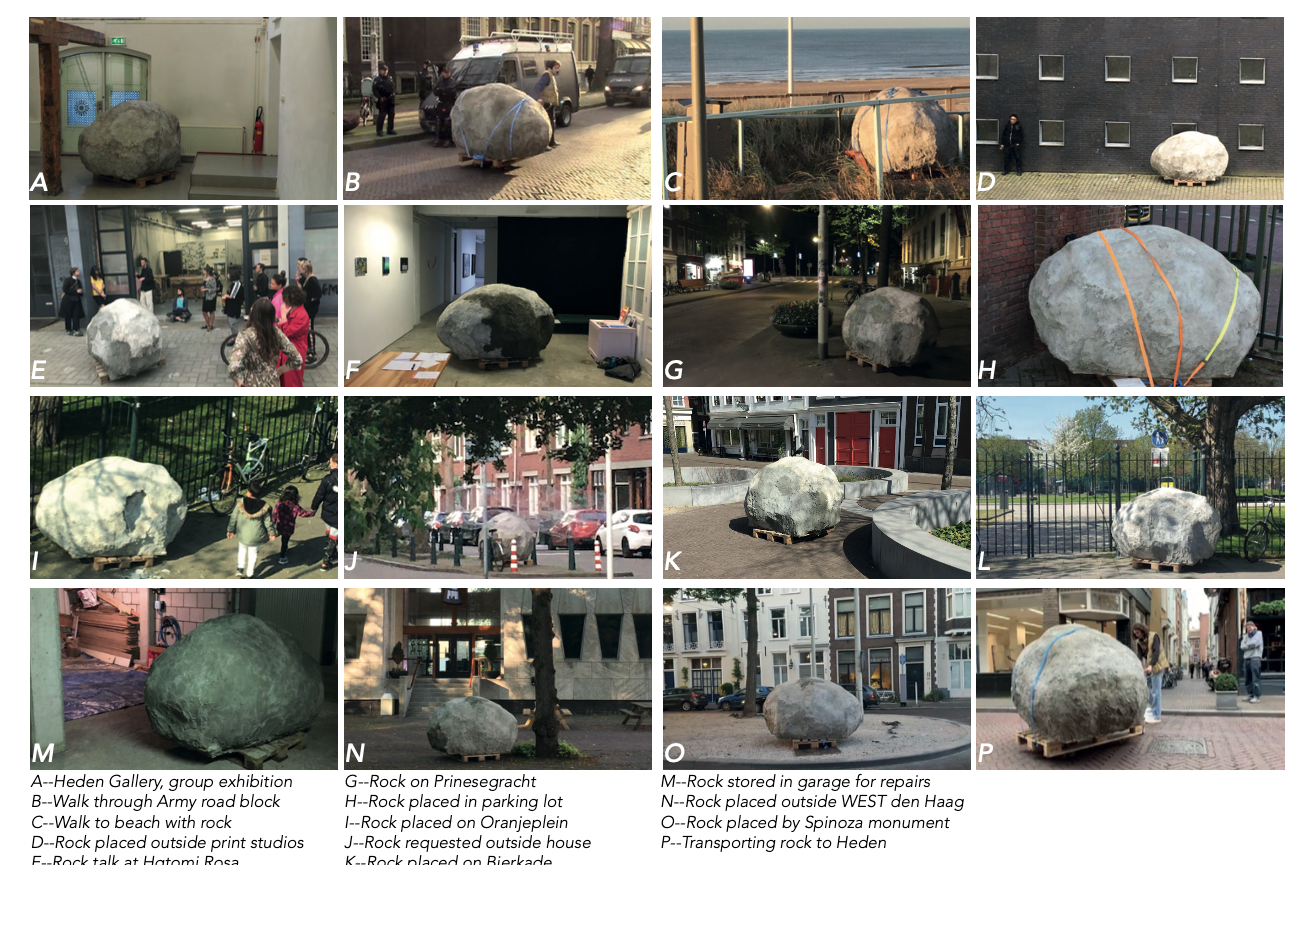 A
B
C
D
E
F
G
H
I
J
K
L
M
N
O
P
A--Heden Gallery, group exhibition
B--Walk through Army road block
C--Walk to beach with rock
D--Rock placed outside print studios
E--Rock talk at Hgtomi Rosa
G--Rock on Prinesegracht
H--Rock placed in parking lot
I--Rock placed on Oranjeplein
J--Rock requested outside house
K--Rock placed on Bierkade
M--Rock stored in garage for repairs
N--Rock placed outside WEST den Haag
O--Rock placed by Spinoza monument
P--Transporting rock to Heden